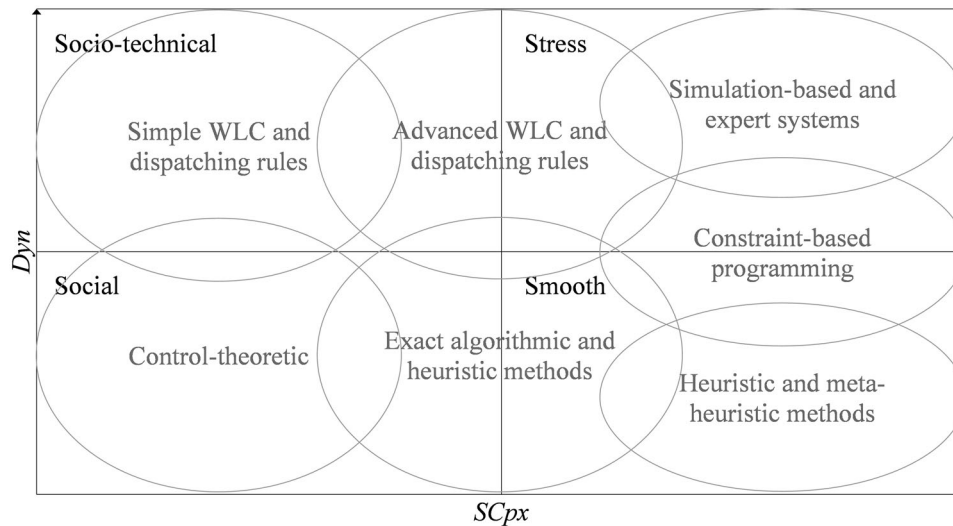 Socio-technical
Stress
Simulation-based and
expert systems
Simple WLC and
dispatching rules
Advanced WLC and
dispatching rules
Dyn
Constraint-based
programming
Social
Smooth
Control-theoretic
Exact algorithmic and
heuristic methods
Heuristic and meta-
heuristic methods
SCpx